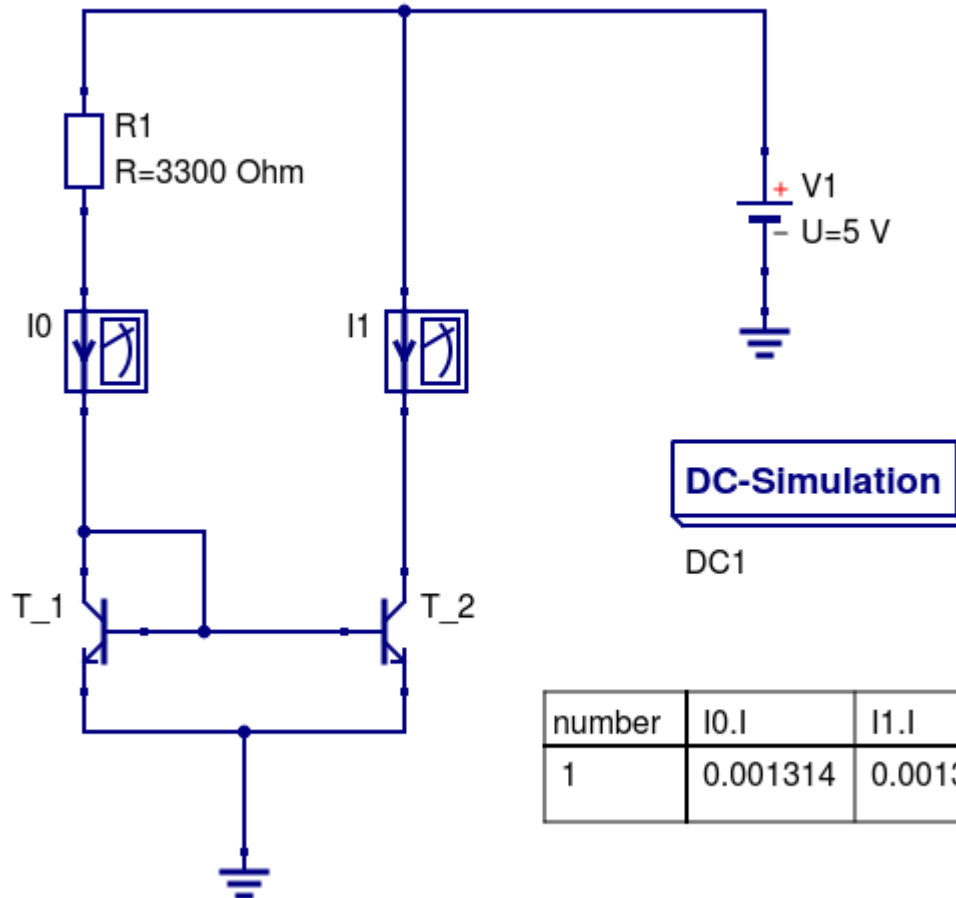 R1
R=3300 Ohm
V1
U=5 V
I0
I1
DC-Simulation
DC1
T_1
T_2
number I0.I I1.I
1 0.001314